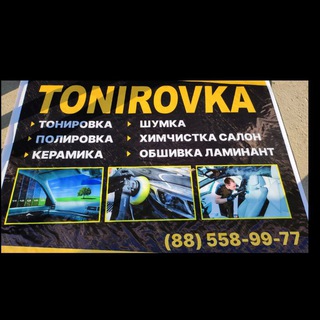 TONIROVKA
ТОНИРОВКА
ШУМКА
ПОЛИРОВКА
ХИМЧИСТКА САЛОН
КЕРАМИКА
ОБШИВКА ЛАМИНАНТ
(88) 558-99-77